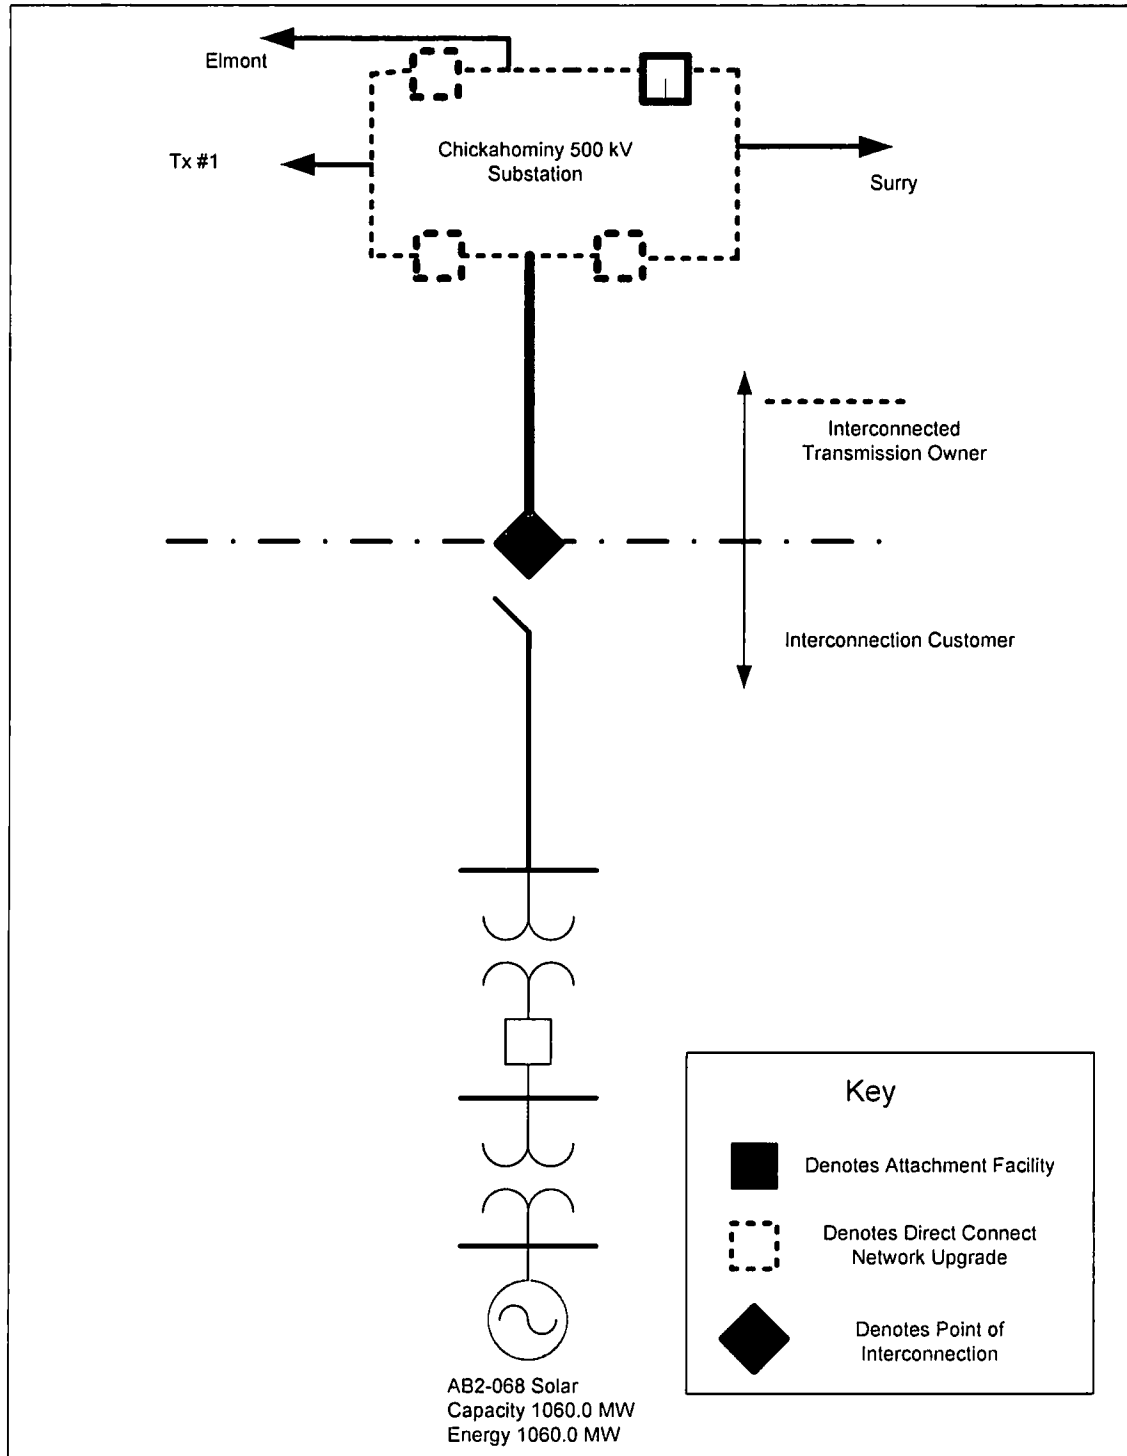 Elmont
Tx #1
Chickahominy 500 kV
Substation
Surry
Interconnected
Transmission Owner
Interconnection Customer
Key
Denotes Attachment Facility
Denotes Direct Connect
Network Upgrade
Denotes Point of
Interconnection
AB2-068 Solar
Capacity 1060.0 MW
Energy 1060.0 MW